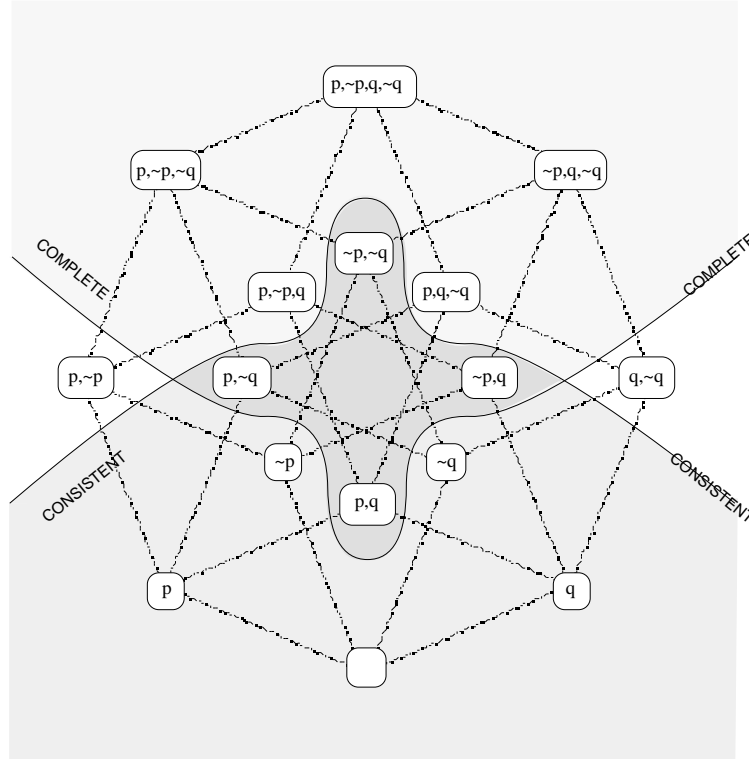 p,~p,q,~q
p,~p,~q
~p,q,~q
COMPLETE
COMPLETE
~p,~q
p,~p,q
p,q,~q
p,~p
p,~q
~p,q
q,~q
~p
~q
CONSISTENT
CONSISTENT
p,q
p
q